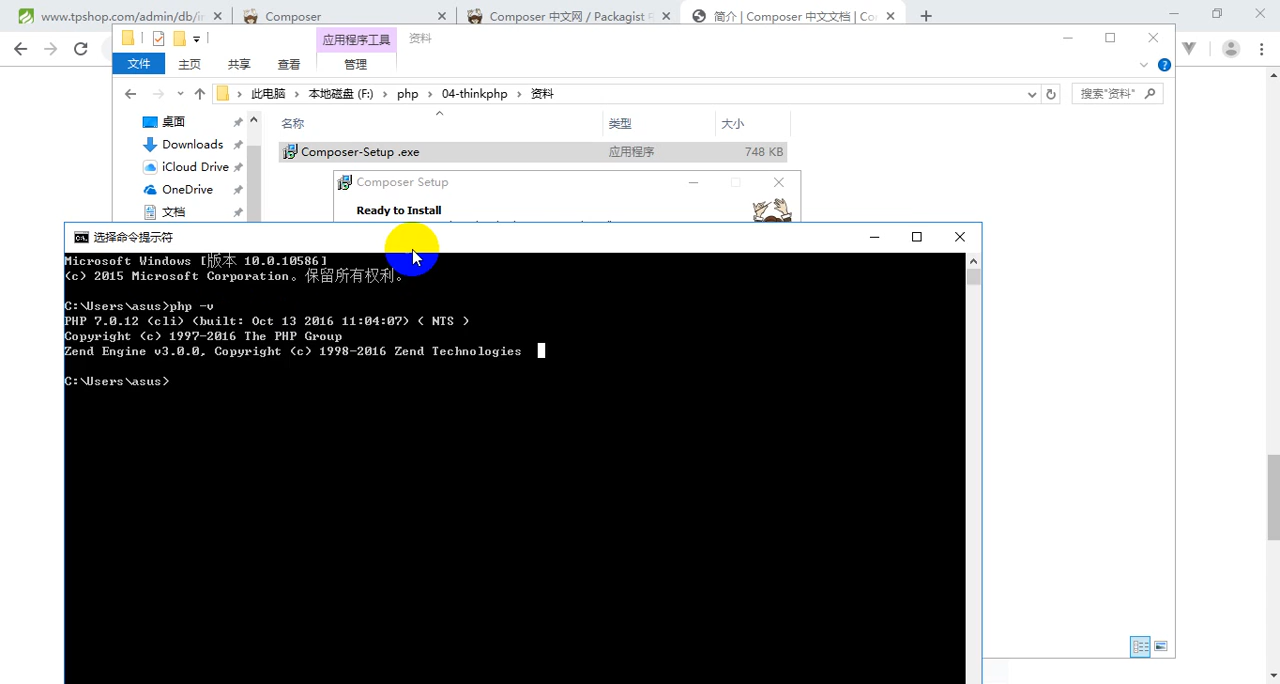 www.tpshop.com/admin/db/in
Composer
Composer 中文网 / Packagist
简介 | Composer 中文文档 | Co
应用程序工具
资料
文件
主页
共享
查看
管理
此电脑 > 本地磁盘 (F:) > php > 04-thinkphp > 资料
搜索"资料"
名称
类型
大小
桌面
Downloads
iCloud Drive
OneDrive
文档
Composer-Setup .exe
应用程序
748 KB
Composer Setup
Ready to Install
选择命令提示符
Microsoft Windows [版本 10.0.10586]
(c) 2015 Microsoft Corporation。保留所有权利。
C:\Users\asus>php -v
PHP 7.0.12 (cli) (built: Oct 13 2016 11:04:07) ( NTS )
Copyright (c) 1997-2016 The PHP Group
Zend Engine v3.0.0, Copyright (c) 1998-2016 Zend Technologies
C:\Users\asus>